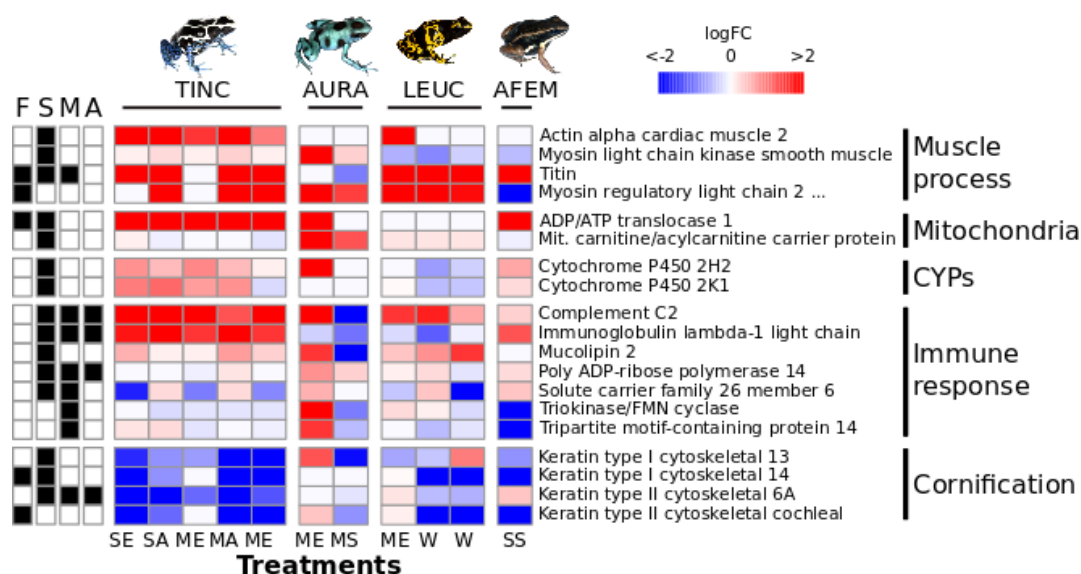 logFC
<-2 0 >2
TINC AURA LEUC AFEM
F S M A
Actin alpha cardiac muscle 2
Myosin light chain kinase smooth muscle
Titin
Myosin regulatory light chain 2 ...
Muscle process
ADP/ATP translocase 1
Mit. carnitine/acylcarnitine carrier protein
Mitochondria
Cytochrome P450 2H2
Cytochrome P450 2K1
CYPs
Complement C2
Immunoglobulin lambda-1 light chain
Mucolipin 2
Poly ADP-ribose polymerase 14
Solute carrier family 26 member 6
Triokinase/FMN cyclase
Tripartite motif-containing protein 14
Immune
response
Keratin type I cytoskeletal 13
Keratin type I cytoskeletal 14
Keratin type II cytoskeletal 6A
Keratin type II cytoskeletal cochleal
Cornification
SE SA ME MA ME ME MS ME W W SS
Treatments